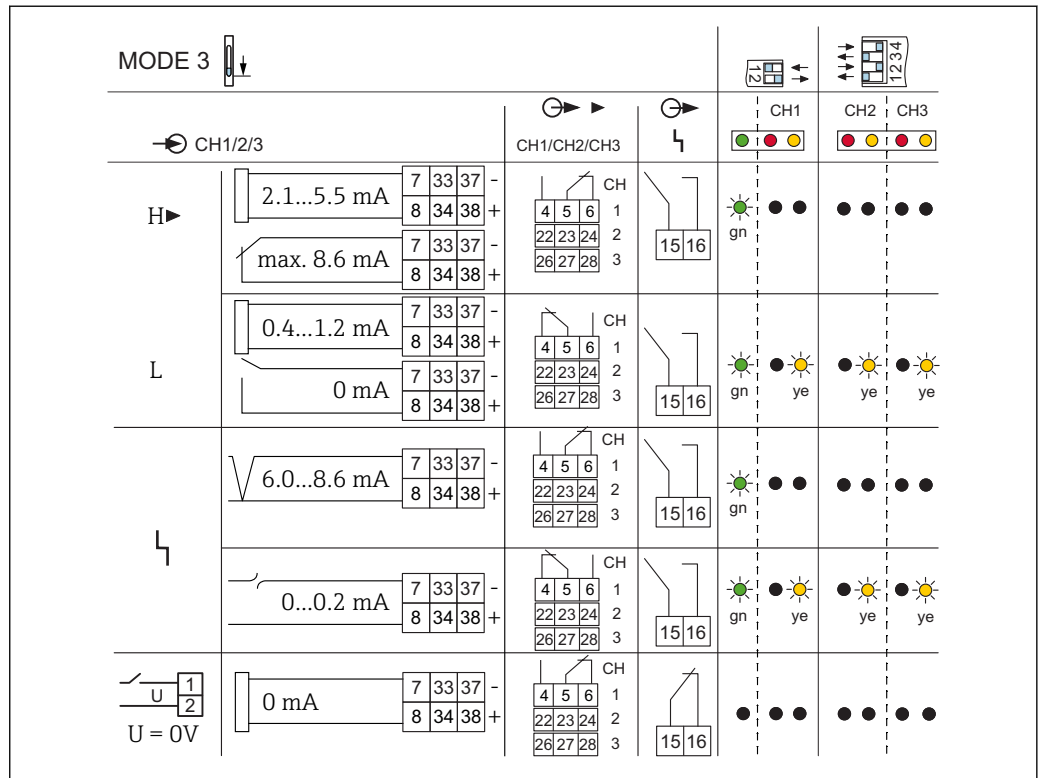 MODE 3
1 2
1 2 3 4
CH1/2/3
CH1/CH2/CH3
CH1
CH2
CH3
H
2.1...5.5 mA
7 33 37 -
8 34 38 +
max. 8.6 mA
7 33 37 -
8 34 38 +
CH
4 5 6 1
22 23 24 2
26 27 28 3
15 16
gn
L
0.4...1.2 mA
7 33 37 -
8 34 38 +
0 mA
7 33 37 -
8 34 38 +
CH
4 5 6 1
22 23 24 2
26 27 28 3
15 16
gn
ye
ye
ye
6.0...8.6 mA
7 33 37 -
8 34 38 +
CH
4 5 6 1
22 23 24 2
26 27 28 3
15 16
gn
0...0.2 mA
7 33 37 -
8 34 38 +
CH
4 5 6 1
22 23 24 2
26 27 28 3
15 16
gn
ye
ye
ye
U
1
2
U = 0V
0 mA
7 33 37 -
8 34 38 +
CH
4 5 6 1
22 23 24 2
26 27 28 3
15 16